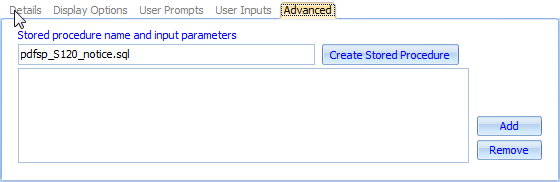 Details Display Options User Prompts User Inputs Advanced
Stored procedure name and input parameters
pdfsp_S120_notice.sql Create Stored Procedure
Add
Remove